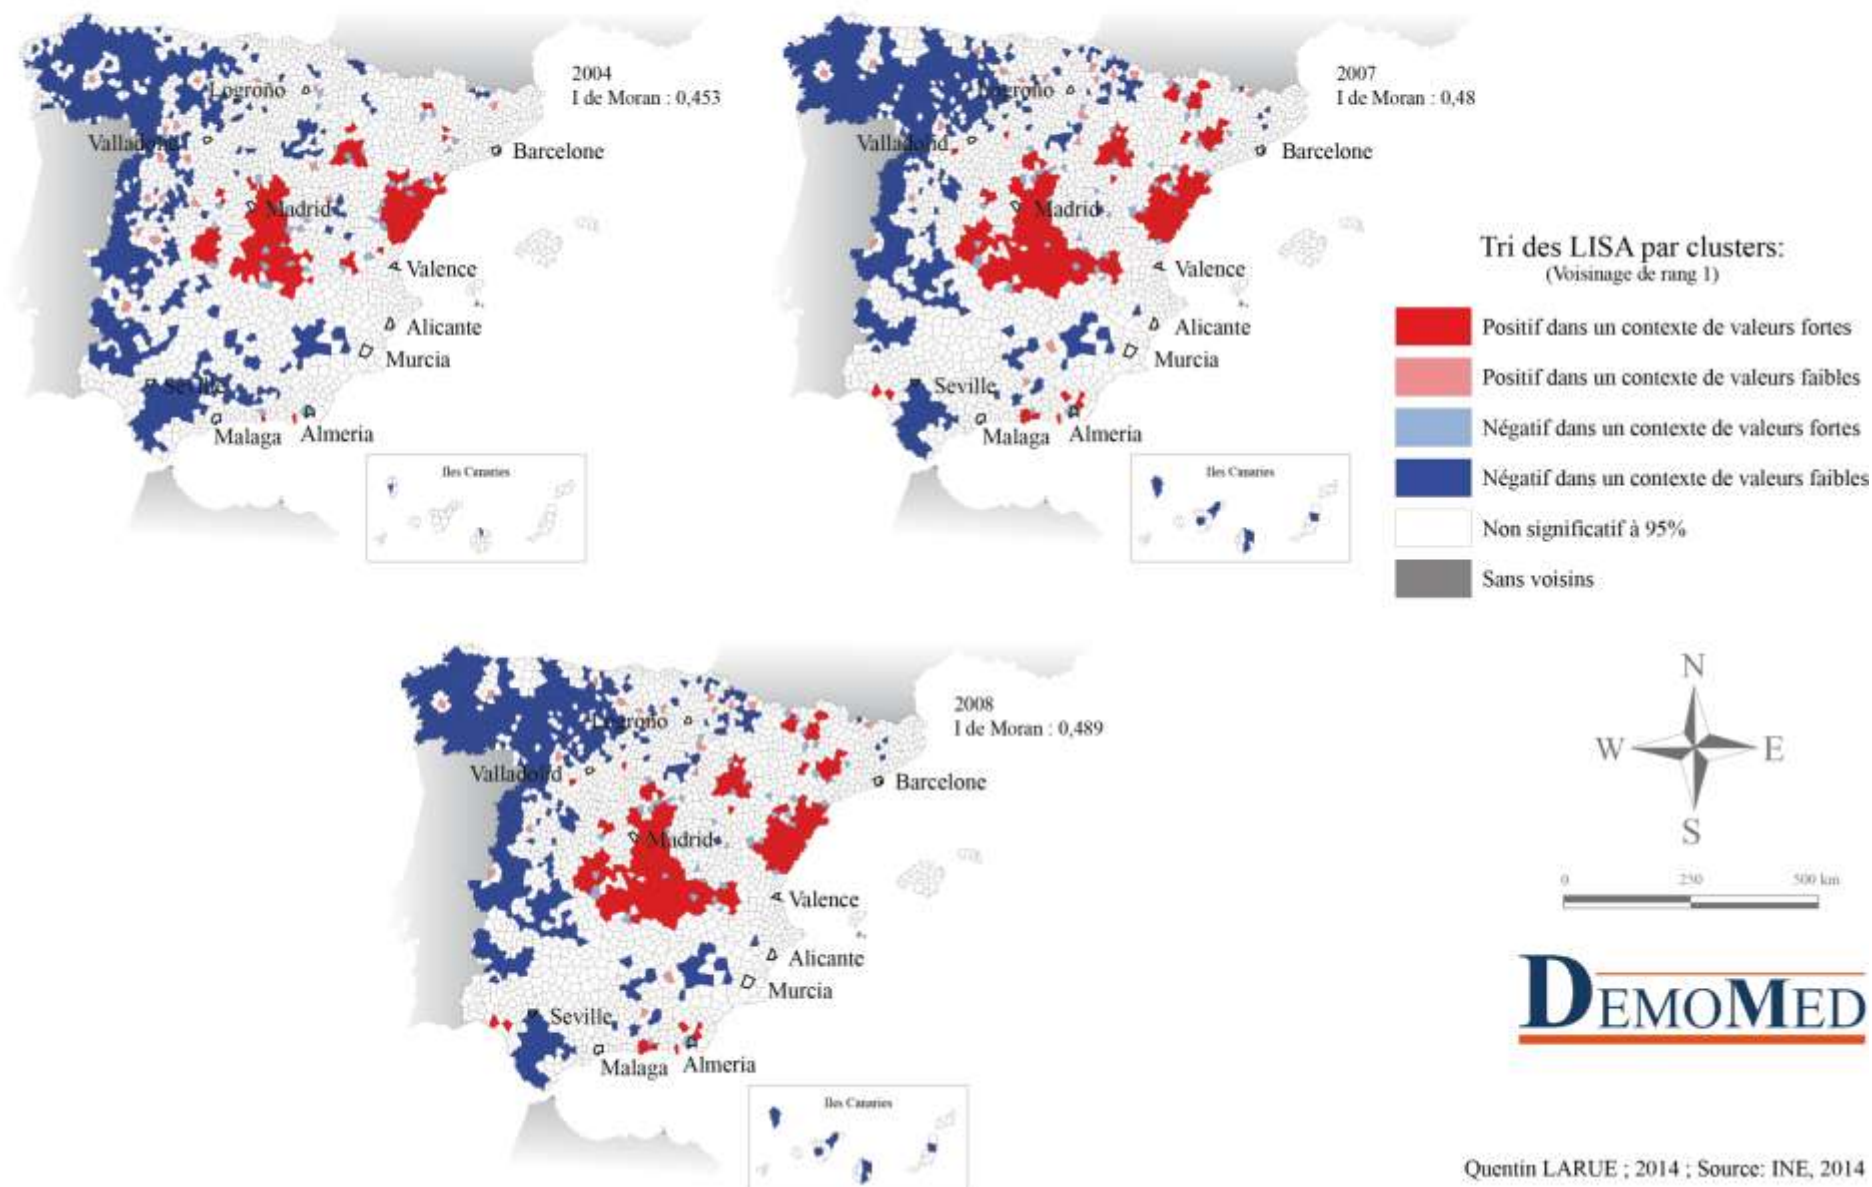 2004
I de Moran : 0,453
Logroño
Valladolid
Barcelone
Madrid
Valence
Alicante
Murcia
Seville
Malaga
Almeria
Iles Canaries
2007
I de Moran : 0,48
Logroño
Valladolid
Barcelone
Madrid
Valence
Alicante
Murcia
Seville
Malaga
Almeria
Iles Canaries
Tri des LISA par clusters:
(Voisinage de rang 1)
Positif dans un contexte de valeurs fortes
Positif dans un contexte de valeurs faibles
Négatif dans un contexte de valeurs fortes
Négatif dans un contexte de valeurs faibles
Non significatif à 95%
Sans voisins
2008
I de Moran : 0,489
Logroño
Valladolid
Barcelone
Madrid
Valence
Alicante
Murcia
Seville
Malaga
Almeria
Iles Canaries
N
W
E
S
0 250 500 km
DEMOMED
Quentin LARUE ; 2014 ; Source: INE, 2014